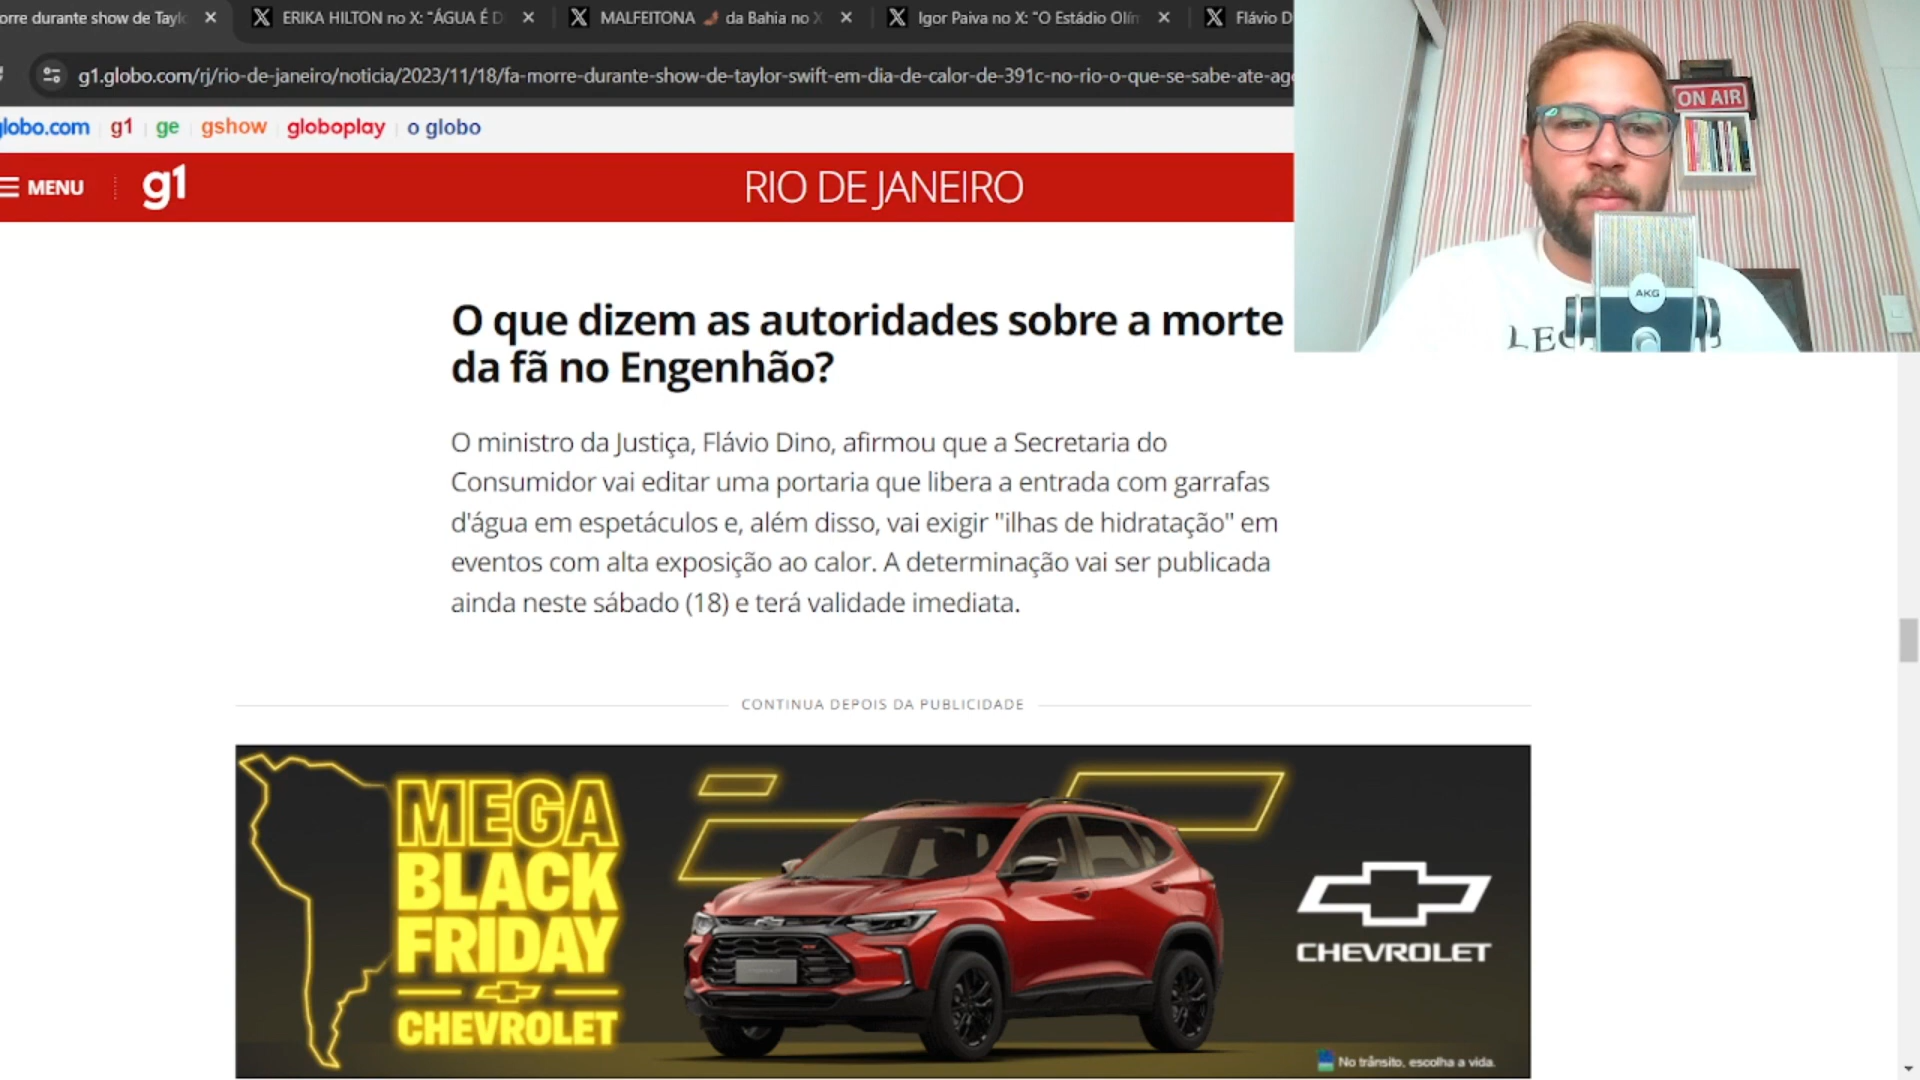 orre durante show de Tayl
ERIKA HILTON no X: "ÁGUA É D
MALFEITONA da Bahia no X
Igor Paiva no X: "O Estádio Olím
Flávio D
g1.globo.com/rj/rio-de-janeiro/noticia/2023/11/18/fa-morre-durante-show-de-taylor-swift-em-dia-de-calor-de-391c-no-rio-o-que-se-sabe-ate-ago
globo.com g1 ge gshow globoplay o globo
MENU g1 RIO DE JANEIRO
ON AIR
AKG
LEG
O que dizem as autoridades sobre a morte
da fã no Engenhão?
O ministro da Justiça, Flávio Dino, afirmou que a Secretaria do
Consumidor vai editar uma portaria que libera a entrada com garrafas
d'água em espetáculos e, além disso, vai exigir "ilhas de hidratação" em
eventos com alta exposição ao calor. A determinação vai ser publicada
ainda neste sábado (18) e terá validade imediata.
CONTINUA DEPOIS DA PUBLICIDADE
MEGA
BLACK
FRIDAY
CHEVROLET
CHEVROLET
No trânsito, escolha a vida.